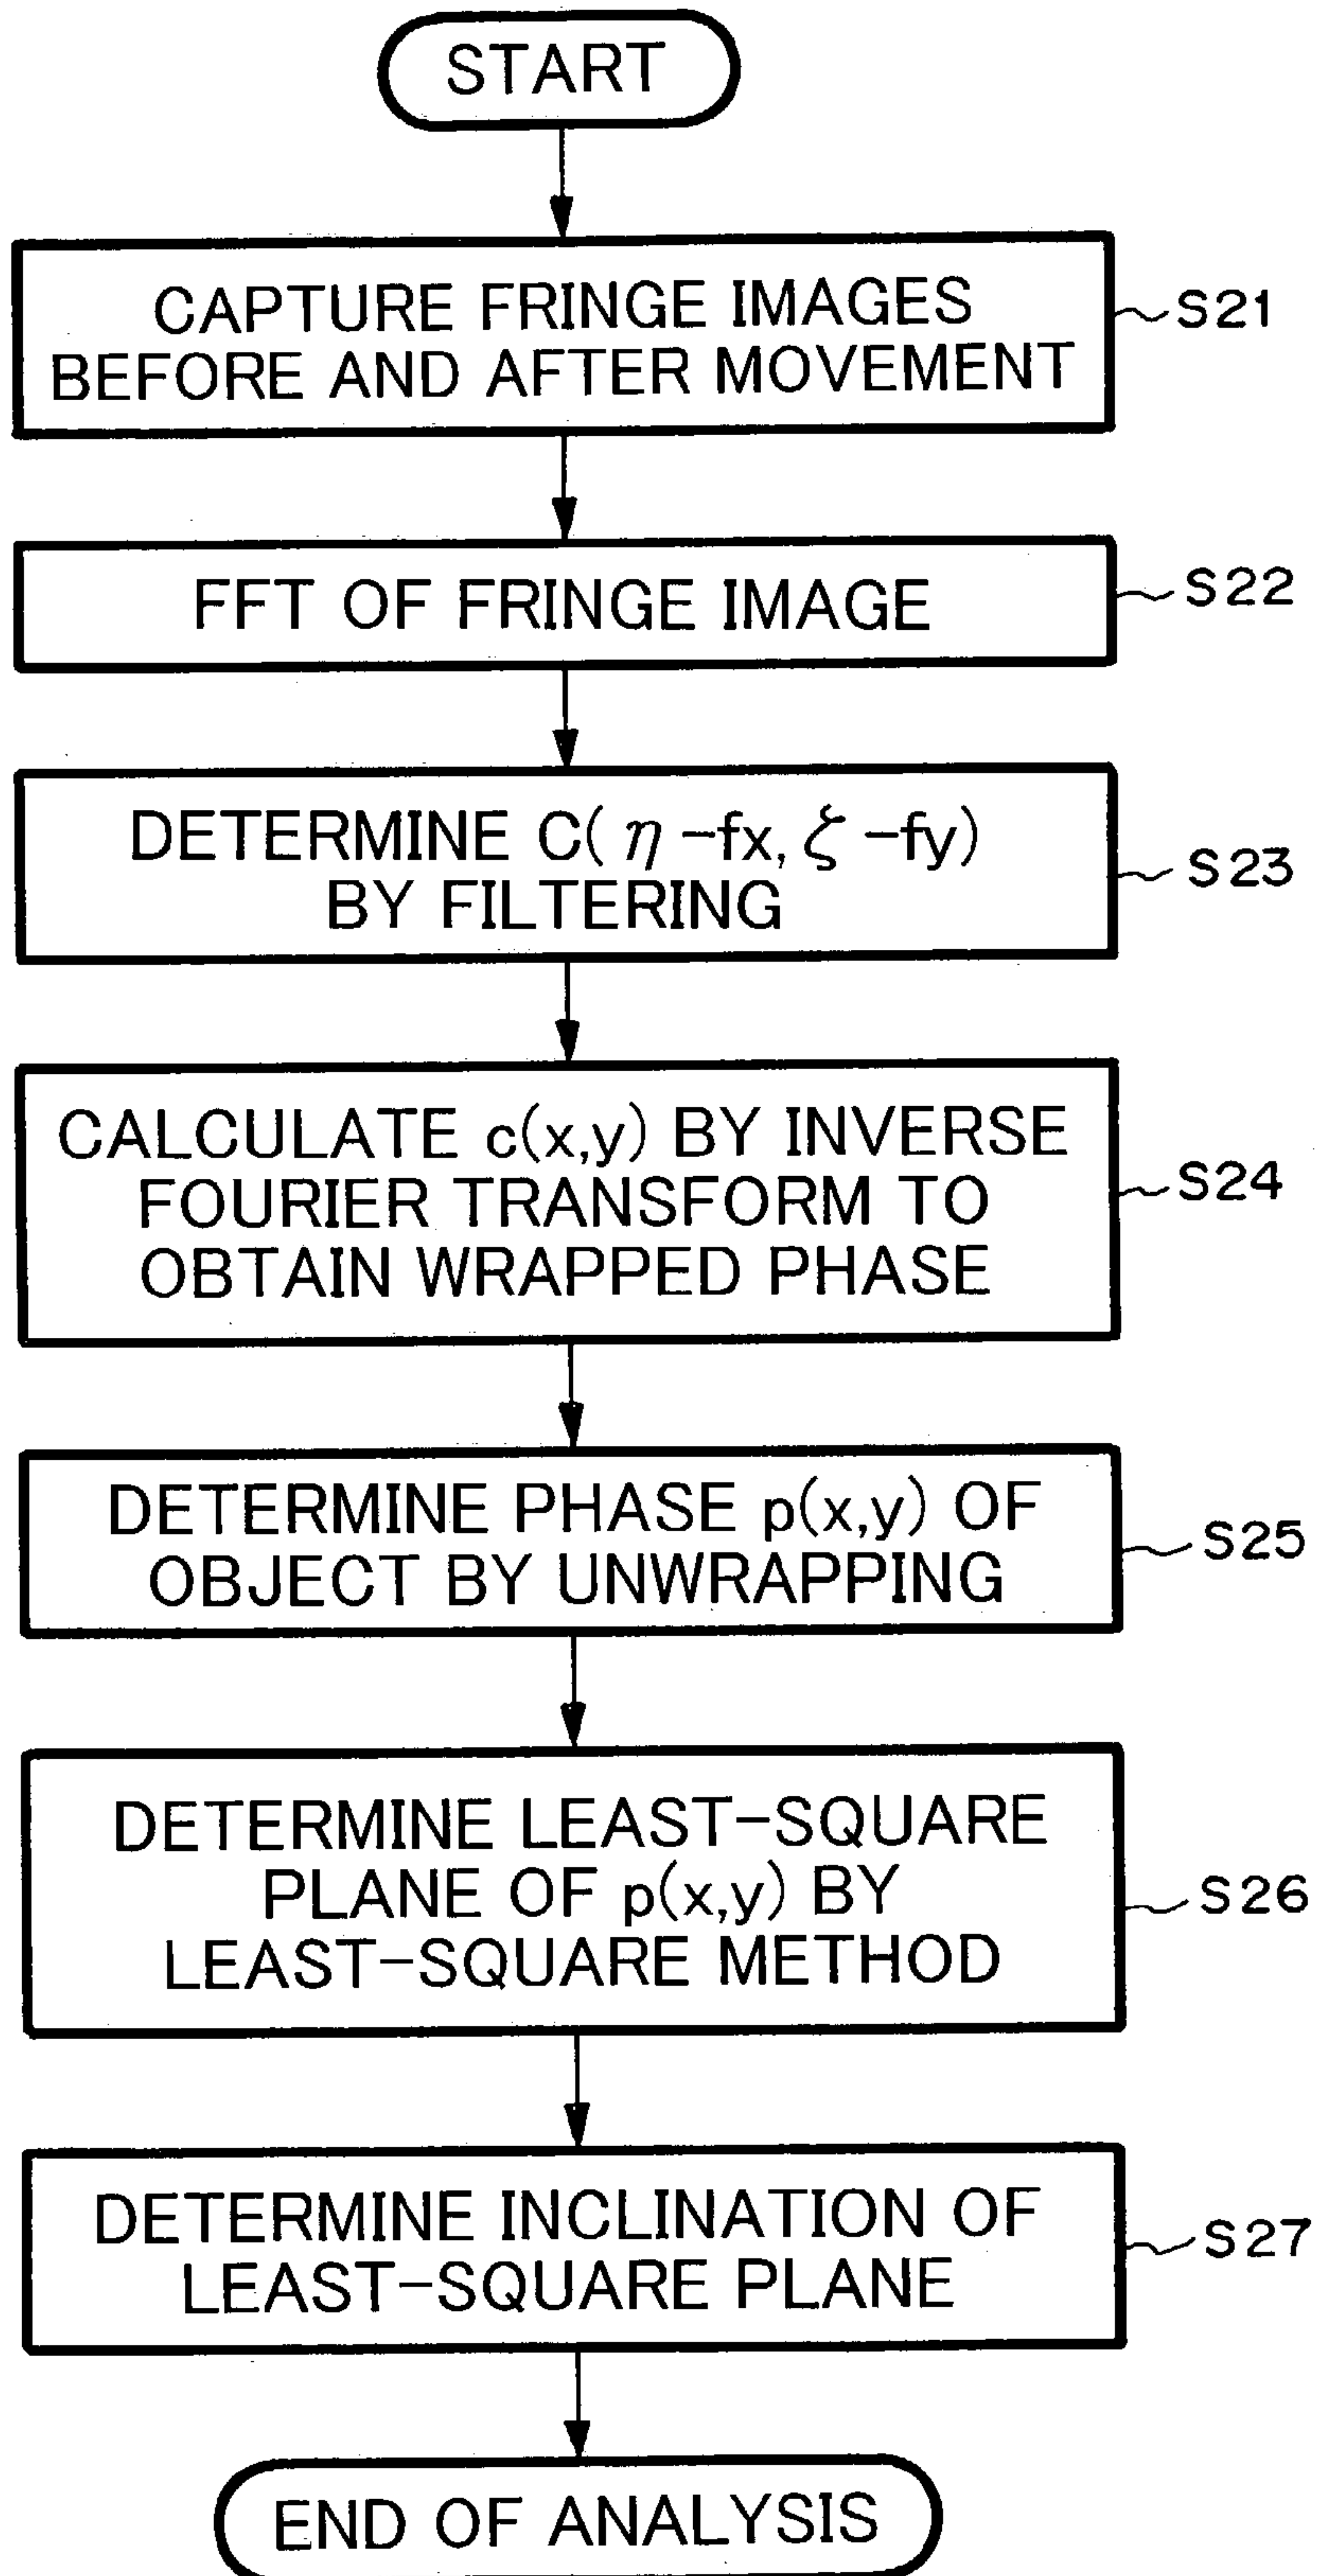 START
CAPTURE FRINGE IMAGES
BEFORE AND AFTER MOVEMENT
S21
FFT OF FRINGE IMAGE
S22
DETERMINE C( η -fx, ζ -fy)
BY FILTERING
S23
CALCULATE c(x,y) BY INVERSE
FOURIER TRANSFORM TO
OBTAIN WRAPPED PHASE
S24
DETERMINE PHASE p(x,y) OF
OBJECT BY UNWRAPPING
S25
DETERMINE LEAST-SQUARE
PLANE OF p(x,y) BY
LEAST-SQUARE METHOD
S26
DETERMINE INCLINATION OF
LEAST-SQUARE PLANE
S27
END OF ANALYSIS